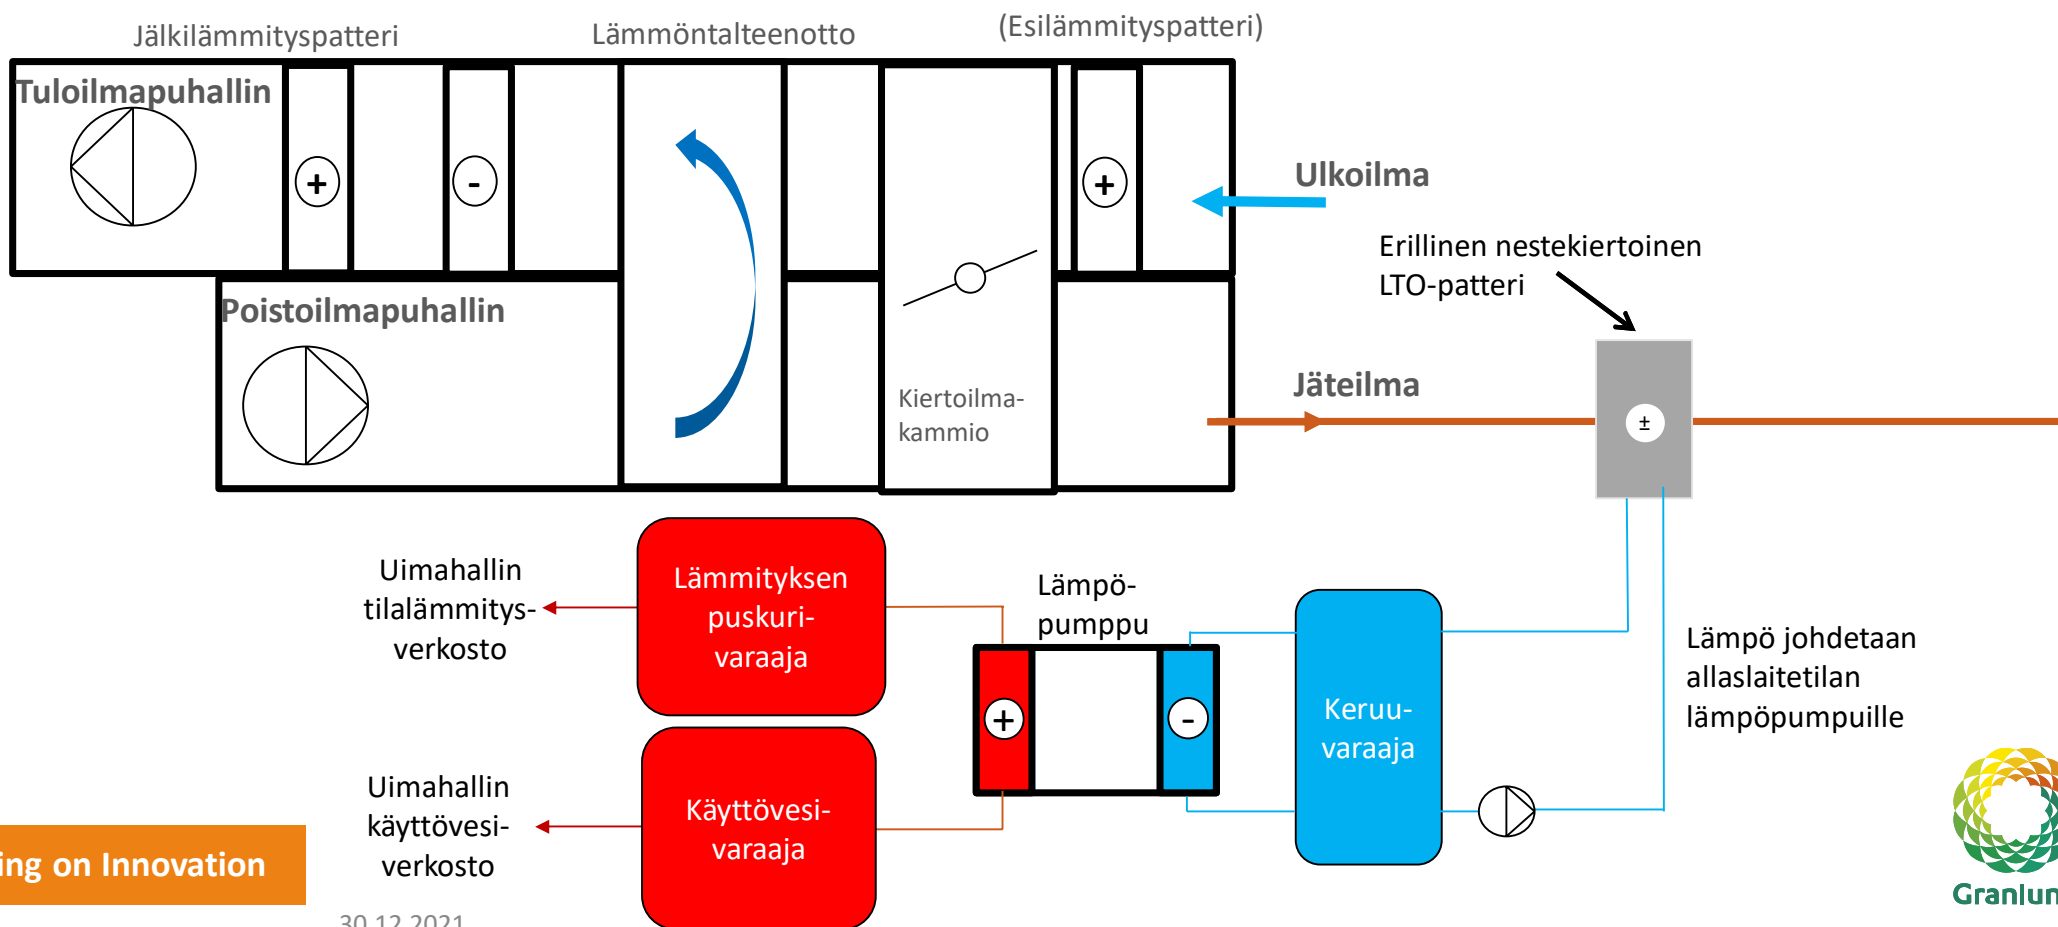 Jälkilämmityspatteri
Lämmöntalteenotto
(Esilämmityspatteri)
Tuloilmapuhallin
+
-
+
Ulkoilma
Erillinen nestekiertoinen
LTO-patteri
Poistoilmapuhallin
Kiertoilma-
kammio
Jäteilma
±
Uimahallin
tilalämmitys-
verkosto
Lämmityksen
puskuri-
varaaja
Lämpö-
pumppu
+
-
Keruu-
varaaja
Lämpö johdetaan
allaslaitetilan
lämpöpumpuille
Uimahallin
käyttövesi-
verkosto
Käyttövesi-
varaaja
ing on Innovation
30.12.2021
Granlun